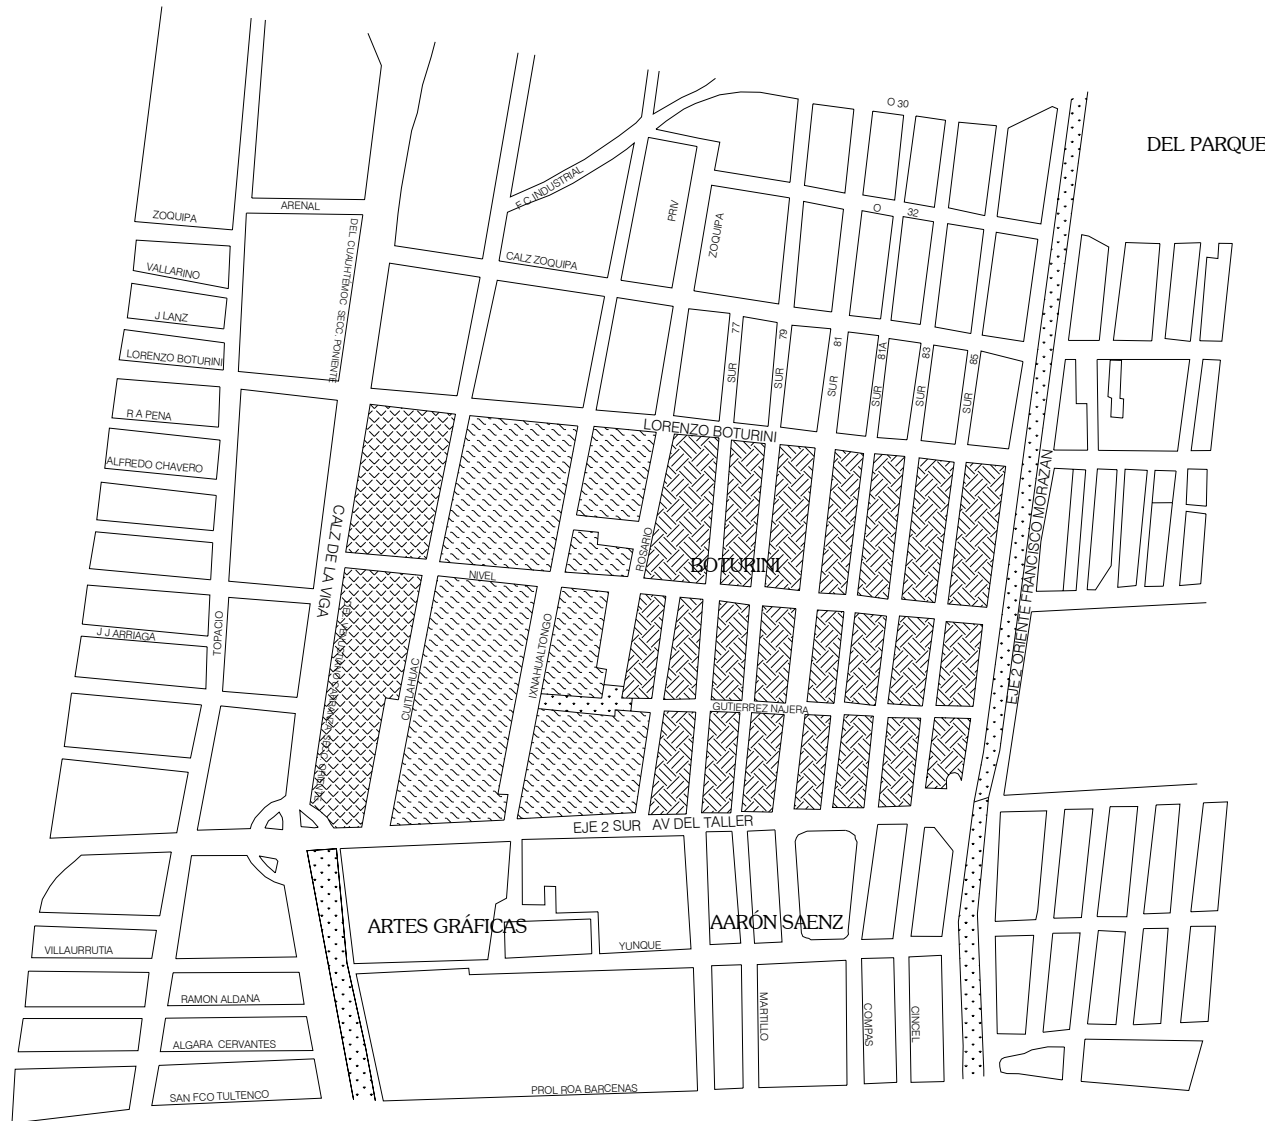 O 30
DEL PARQUE
F.C.INDUSTRIAL
ARENAL
ZOQUIPA
PRIV
ZOQUIPA
O 32
DEL CUAUHTÉMOC SECC. PONIENTE
CALZ ZOQUIPA
VALLARINO
J LANZ
LORENZO BOTURINI
SUR 77
SUR 79
SUR 81
SUR 81A
SUR 83
SUR 85
R A PENA
LORENZO BOTURINI
ALFREDO CHAVERO
CALZ DE LA VIGA
ROSARIO
BOTURINI
NIVEL
EJE 2 ORIENTE FRANCISCO MORAZÁN
J J ARRIAGA
TOPACIO
CUITLAHUAC
IXNAHUALTONGO
GUTIERREZ NAJERA
EJE 2 SUR AV DEL TALLER
ARTES GRÁFICAS
AARÓN SAENZ
VILLAURRUTIA
YUNQUE
RAMON ALDANA
MARTILLO
COMPAS
CINCEL
ALGARA CERVANTES
PROL ROA BARCENAS
SAN FCO TULTENCO